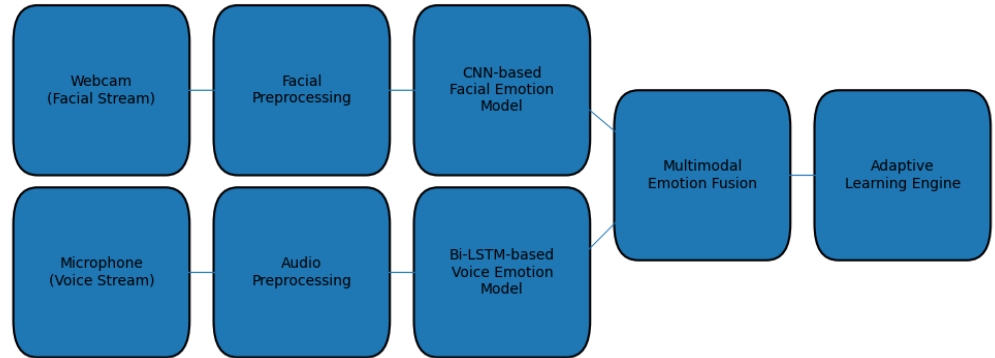 Webcam
(Facial Stream)
Facial
Preprocessing
CNN-based
Facial Emotion
Model
Microphone
(Voice Stream)
Audio
Preprocessing
Bi-LSTM-based
Voice Emotion
Model
Multimodal
Emotion Fusion
Adaptive
Learning Engine